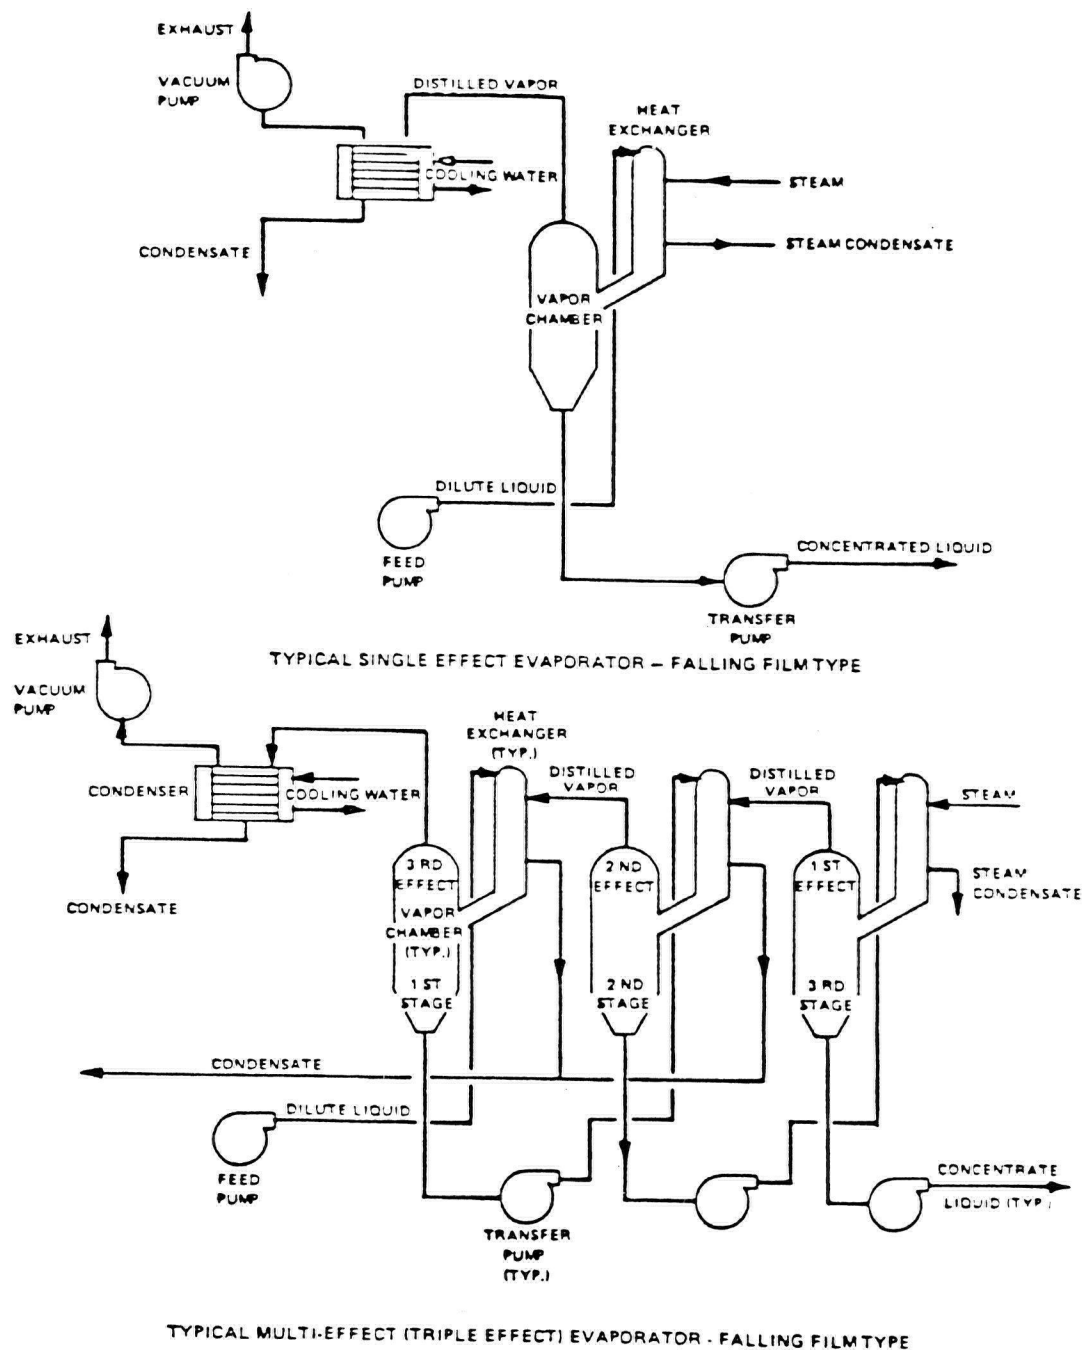 EXHAUST
VACUUM
PUMP
DISTILLED VAPOR
HEAT
EXCHANGER
COOLING WATER
STEAM
CONDENSATE
STEAM CONDENSATE
VAPOR
CHAMBER
DILUTE LIQUID
FEED
PUMP
CONCENTRATED LIQUID
TRANSFER
PUMP
TYPICAL SINGLE EFFECT EVAPORATOR – FALLING FILM TYPE
EXHAUST
VACUUM
PUMP
HEAT
EXCHANGER
(TYP.)
DISTILLED
VAPOR
DISTILLED
VAPOR
CONDENSER
COOLING WATER
STEAM
3 RD
EFFECT
2 ND
EFFECT
1 ST
EFFECT
STEAM
CONDENSATE
CONDENSATE
VAPOR
CHAMBER
(TYP.)
1 ST
STAGE
2 ND
STAGE
3 RD
STAGE
CONDENSATE
DILUTE LIQUID
FEED
PUMP
CONCENTRATE
LIQUID (TYP.)
TRANSFER
PUMP
(TYP.)
TYPICAL MULTI-EFFECT (TRIPLE EFFECT) EVAPORATOR - FALLING FILM TYPE